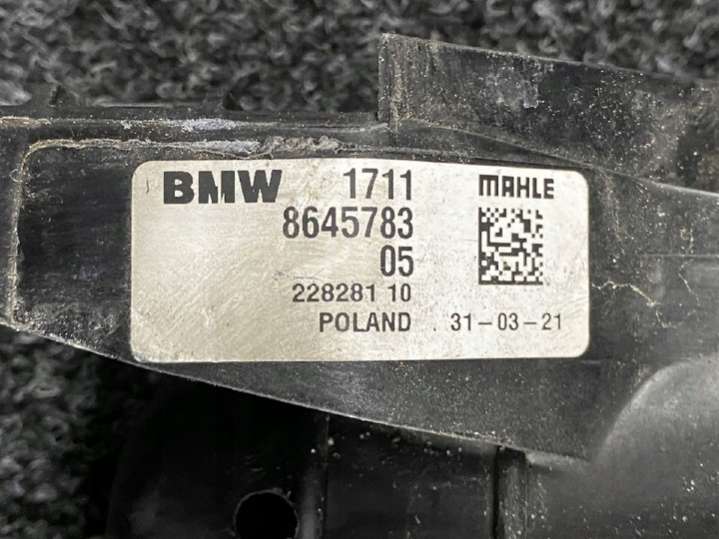 BMW 1711 MAHLE
8645783
05
228281 10
POLAND 31-03-21